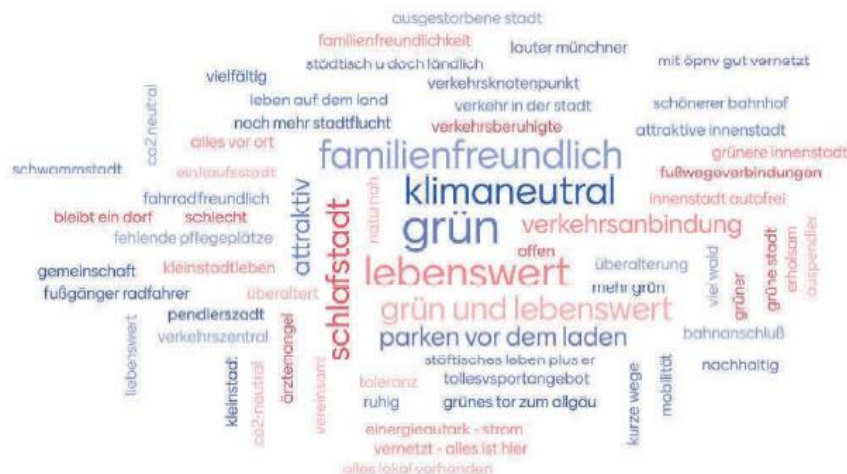 ausgestorbene stadt
familienfreundlichkeit
lauter münchner
städtisch u doch ländlich
mit öpnv gut vernetzt
vielfältig
verkehrsknotenpunkt
co2 neutral
leben auf dem land
verkehr in der stadt
schönerer bahnhof
noch mehr stadtflucht
verkehrsberuhigte
attraktive innenstadt
alles vor ort
familienfreundlich
grünere innenstadt
schwammstadt
einkaufsstadt
klimaneutral
fußwegeverbindungen
fahrradfreundlich
attraktiv
naturnah
innenstadt autofrei
bleibt ein dorf
schlecht
schlafstadt
grün
verkehrsanbindung
fehlende pflegeplätze
offen
viel wald
grüner
grüne stadt
erholsam
auspendler
gemeinschaft
kleinstadtleben
lebenswert
überalterung
fußgänger radfahrer
überaltert
mehr grün
pendlerszadt
grün und lebenswert
liebenswert
verkehrszentral
parken vor dem laden
bahnanschluß
kleinstadt
co2-neutral
ärztenangel
vereinsamt
stäftisches leben plus er
kurze wege
mobilität
nachhaltig
toleranz
tollesvsportangebot
ruhig
grünes tor zum allgäu
energieautark - strom
vernetzt - alles ist hier
alles lokal vorhanden